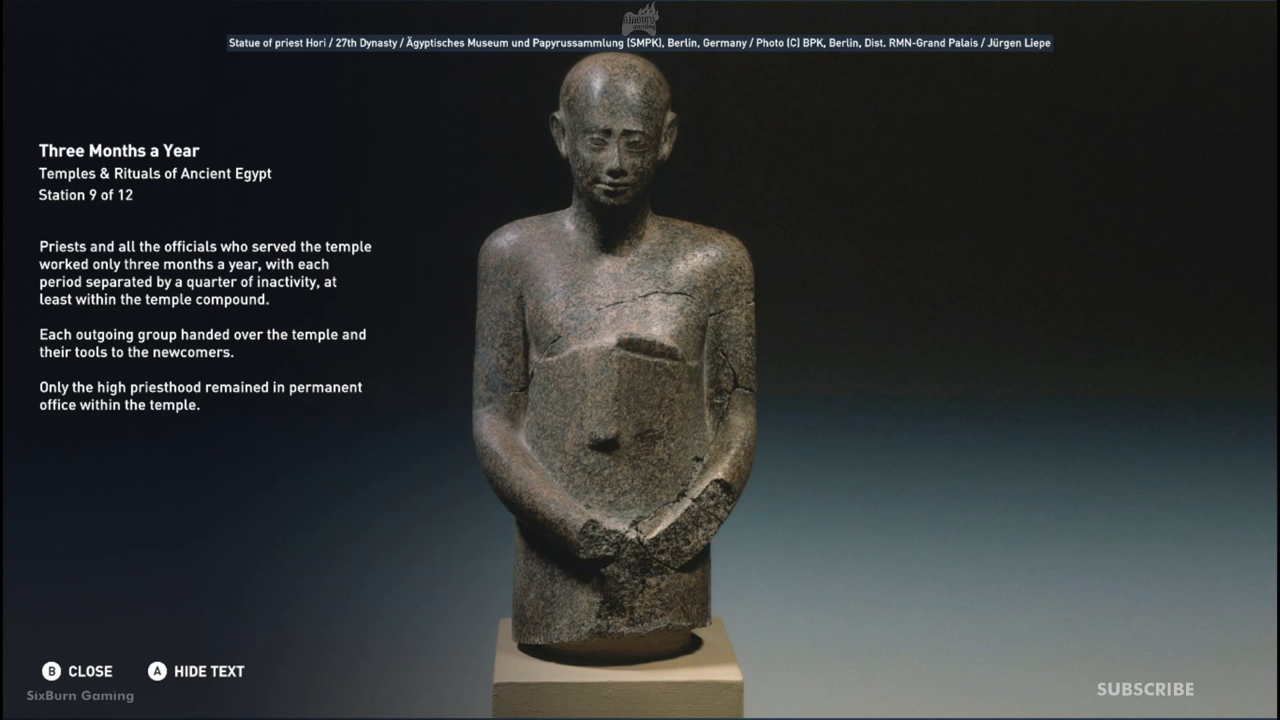 SixBurn
gaming
Statue of priest Hori / 27th Dynasty / Ägyptisches Museum und Papyrussammlung (SMPK), Berlin, Germany / Photo (C) BPK, Berlin, Dist. RMN-Grand Palais / Jürgen Liepe
Three Months a Year
Temples & Rituals of Ancient Egypt
Station 9 of 12
Priests and all the officials who served the temple
worked only three months a year, with each
period separated by a quarter of inactivity, at
least within the temple compound.
Each outgoing group handed over the temple and
their tools to the newcomers.
Only the high priesthood remained in permanent
office within the temple.
B CLOSE A HIDE TEXT
SixBurn Gaming
SUBSCRIBE